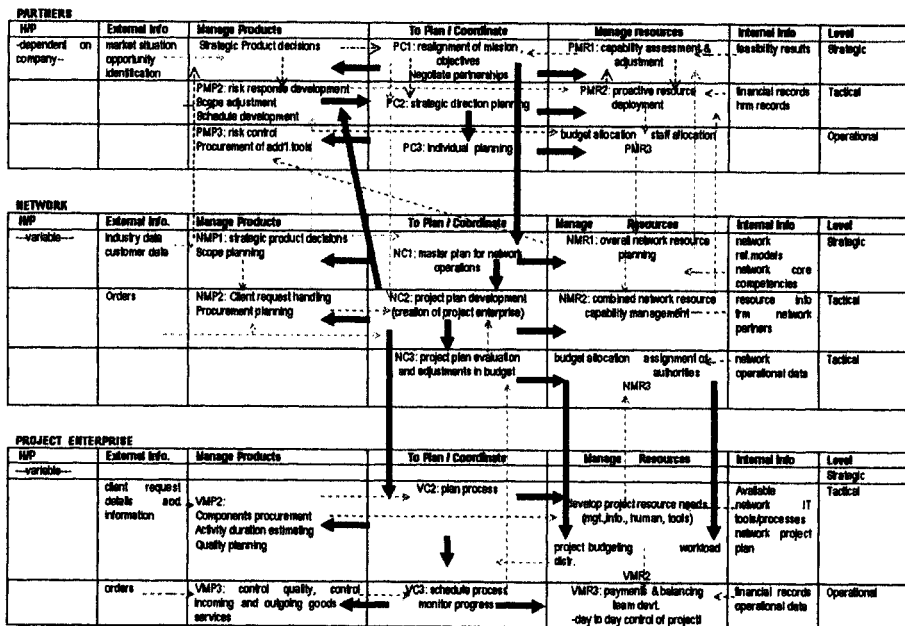 PARTNERS
H/P External Info Manage Products To Plan / Coordinate Manage resources Internal Info Level
-dependent on company-- market situation opportunity identification Strategic Product decisions PC1: realignment of mission objectives Negotiate partnerships PMR1: capability assessment & adjustment feasibility results Strategic
PMP2: risk response development Scope adjustment Schedule development PC2: strategic direction planning PMR2: proactive resource deployment financial records hrm records Tactical
PMP3: risk control Procurement of add'l.tools PC3: Individual planning budget allocation staff allocation PMR3 Operational
NETWORK
H/P External Info. Manage Products To Plan / Coordinate Manage Resources Internal Info Level
---variable--- industry data customer data NMP1: strategic product decisions Scope planning NC1: master plan for network operations NMR1: overall network resource planning network ref.models network core competencies Strategic
Orders NMP2: Client request handling Procurement planning NC2: project plan development (creation of project enterprise) NMR2: combined network resource capability management resource info frm network partners Tactical
NC3: project plan evaluation and adjustments in budget budget allocation assignment of authorities NMR3 network operational data Tactical
PROJECT ENTERPRISE
H/P External Info. Manage Products To Plan / Coordinate Manage Resources Internal Info Level
---variable--- Strategic
client request details and information VMP2: Components procurement Activity duration estimating Quality planning VC2: plan process develop project resource needs (mgt.,info., human, tools) project budgeting distr. workload VMR2 Available network IT tools/processes network project plan Tactical
orders VMP3: control quality, control incoming and outgoing goods services VC3: schedule process monitor progress VMR3: payments & balancing team devt. -day to day control of project! financial records operational data Operational